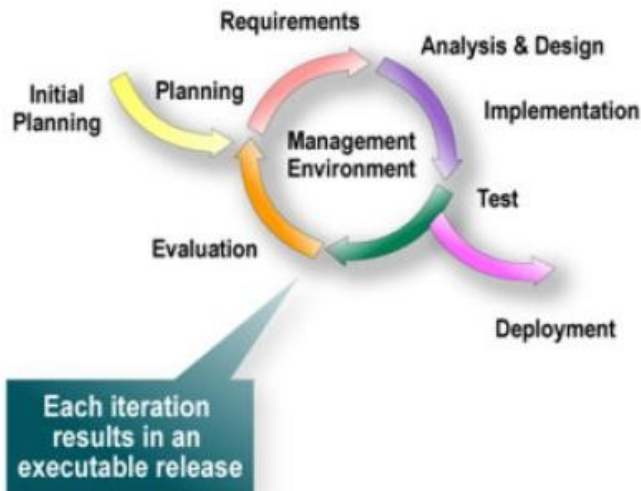 Requirements
Analysis & Design
Planning
Initial
Planning
Implementation
Management
Environment
Test
Evaluation
Deployment
Each iteration
results in an
executable release